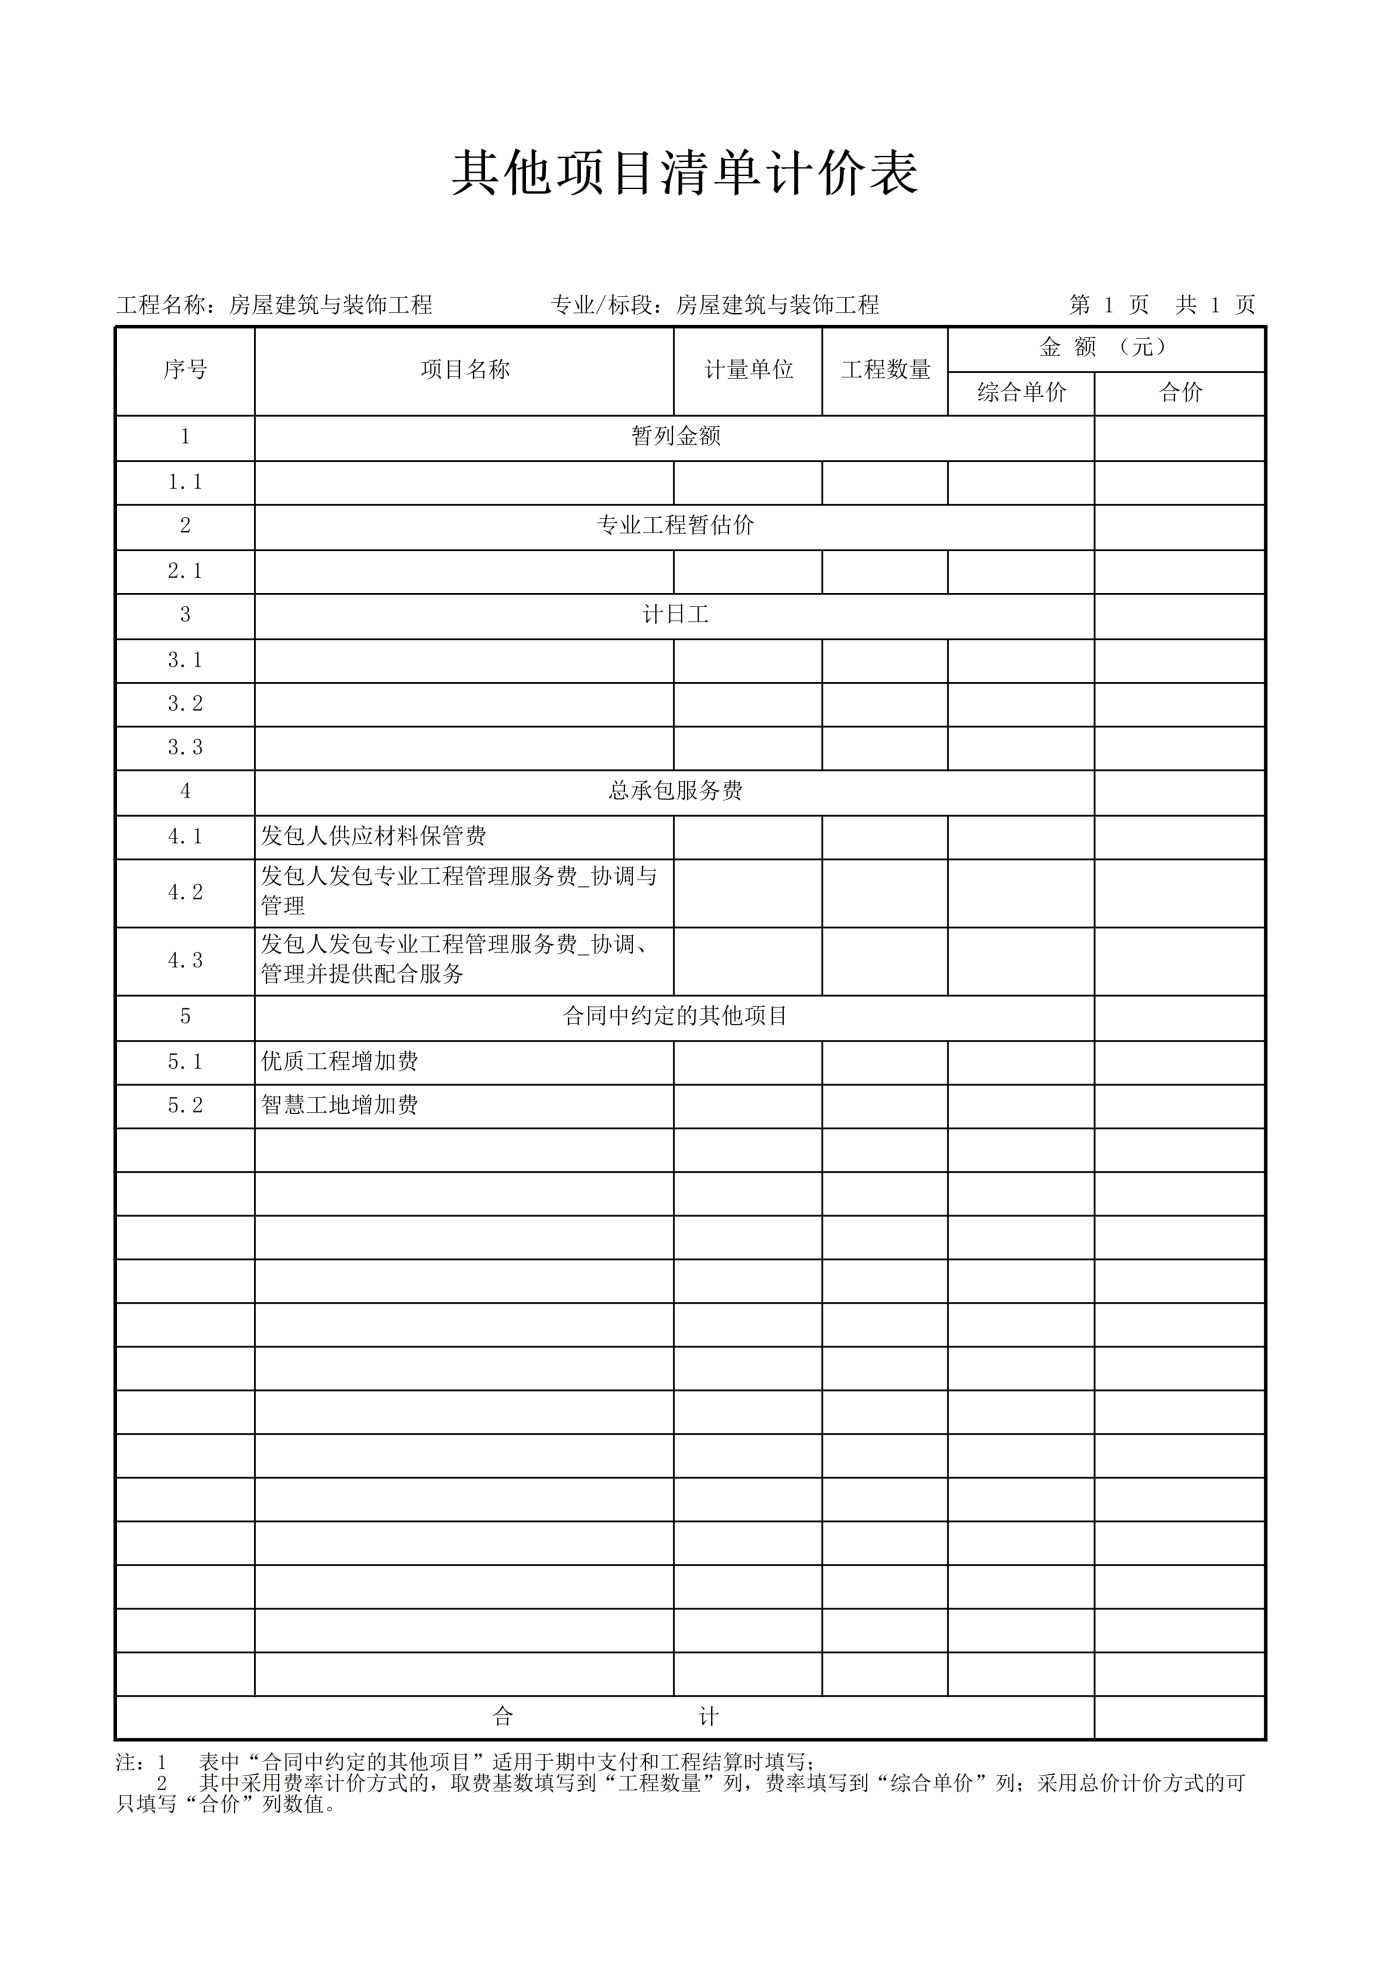 其他项目清单计价表
工程名称：房屋建筑与装饰工程 专业/标段：房屋建筑与装饰工程 第 1 页 共 1 页
序号 项目名称 计量单位 工程数量 金 额 （元）
综合单价 合价
1 暂列金额
1.1
2 专业工程暂估价
2.1
3 计日工
3.1
3.2
3.3
4 总承包服务费
4.1 发包人供应材料保管费
4.2 发包人发包专业工程管理服务费_协调与
管理
4.3 发包人发包专业工程管理服务费_协调、
管理并提供配合服务
5 合同中约定的其他项目
5.1 优质工程增加费
5.2 智慧工地增加费
合 计
注：1 表中“合同中约定的其他项目”适用于期中支付和工程结算时填写；
2 其中采用费率计价方式的，取费基数填写到“工程数量”列，费率填写到“综合单价”列；采用总价计价方式的可
只填写“合价”列数值。